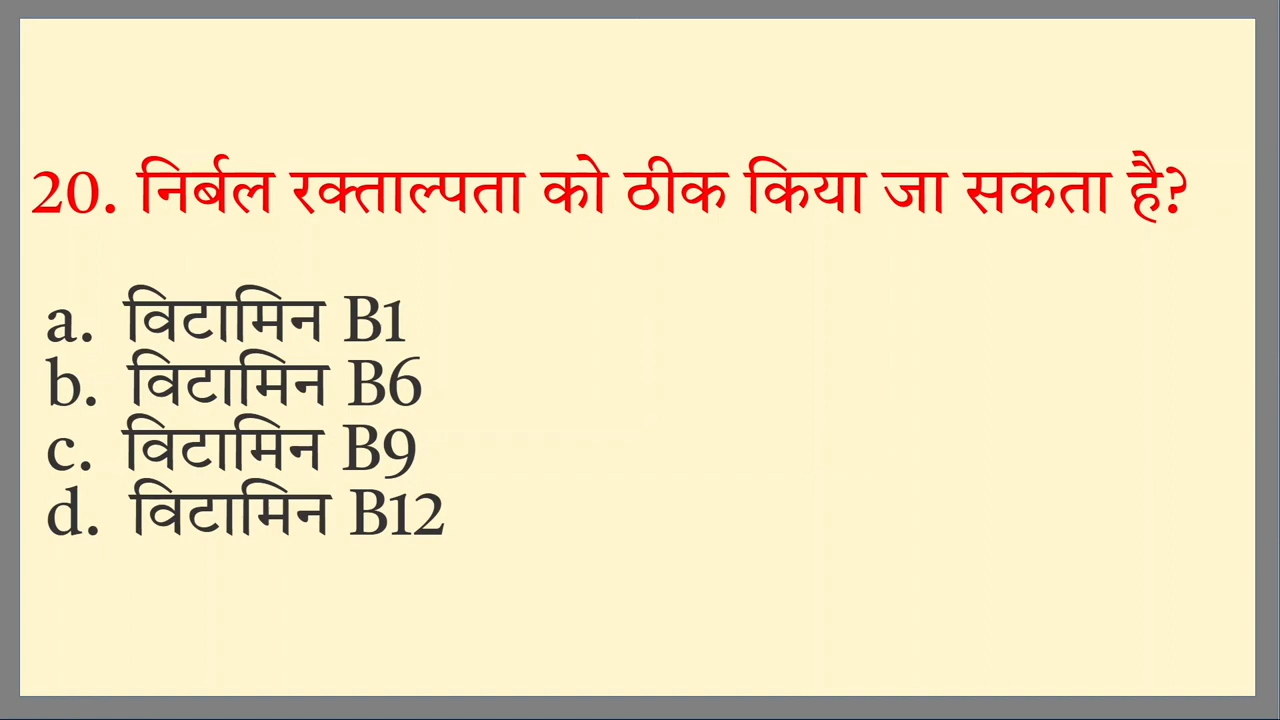 20. निर्बल रक्ताल्पता को ठीक किया जा सकता है?
a. विटामिन B1
b. विटामिन B6
c. विटामिन B9
d. विटामिन B12